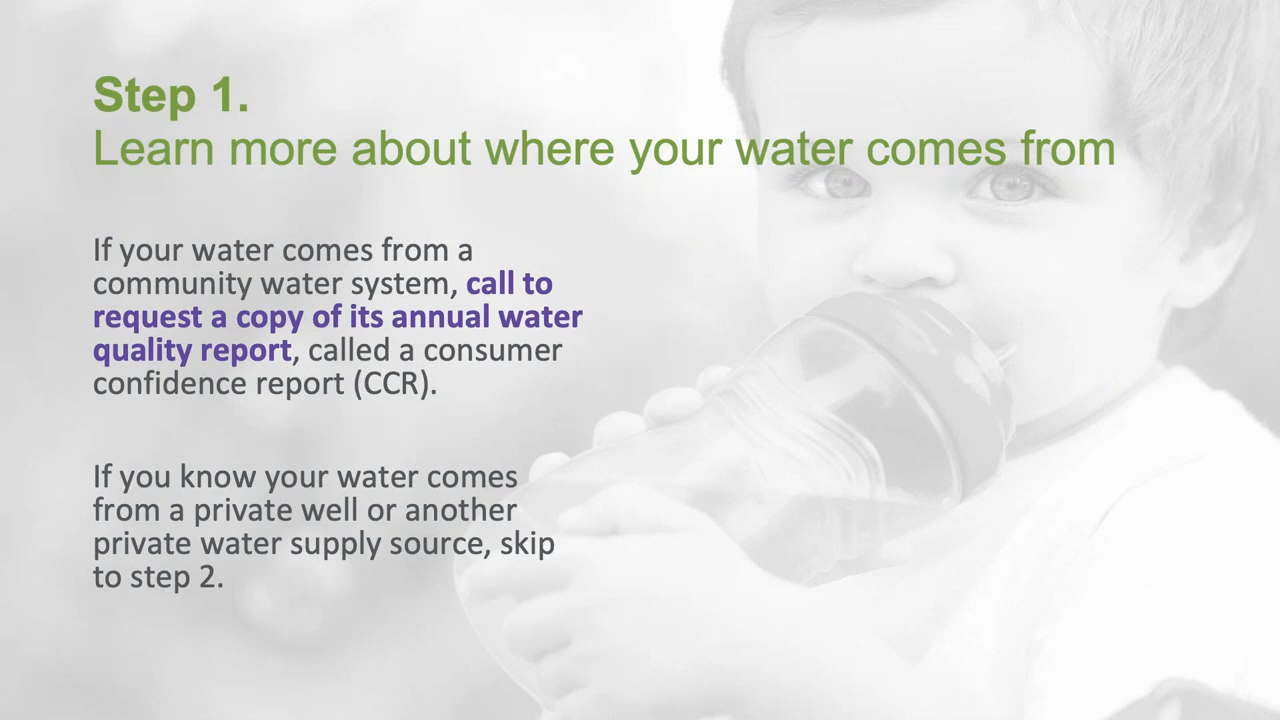 Step 1.
Learn more about where your water comes from
If your water comes from a
community water system, call to
request a copy of its annual water
quality report, called a consumer
confidence report (CCR).
If you know your water comes
from a private well or another
private water supply source, skip
to step 2.